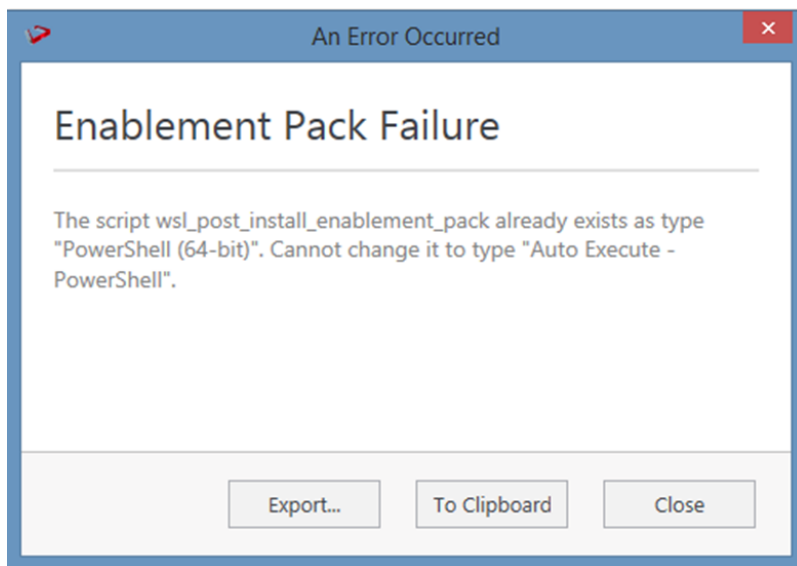 An Error Occurred
Enablement Pack Failure
The script wsl_post_install_enablement_pack already exists as type
"PowerShell (64-bit)". Cannot change it to type "Auto Execute -
PowerShell".
Export...
To Clipboard
Close